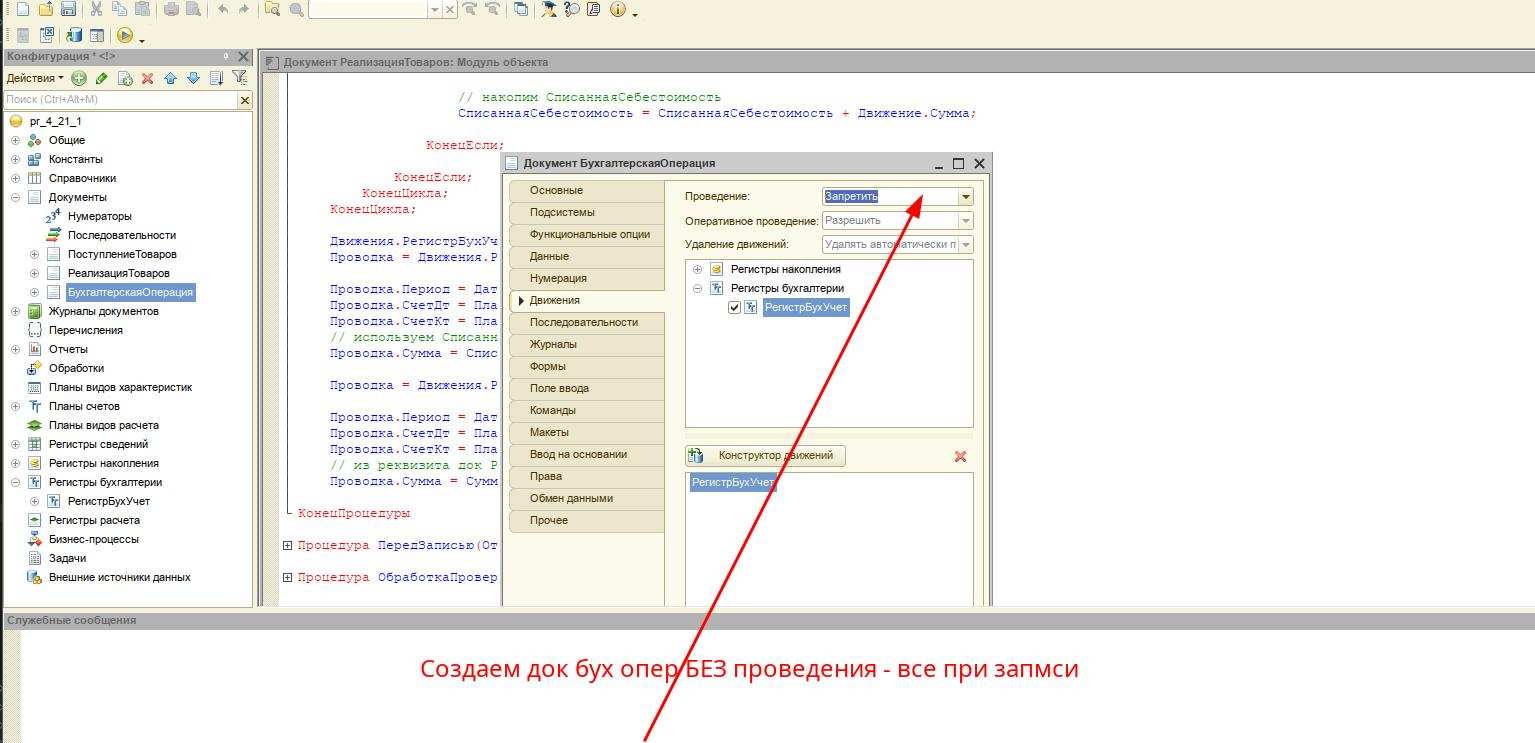 Конфигурация * <!>
Действия
Поиск (Ctrl+Alt+M)
pr_4_21_1
Общие
Константы
Справочники
Документы
Нумераторы
Последовательности
ПоступлениеТоваров
РеализацияТоваров
БухгалтерскаяОперация
Журналы документов
Перечисления
Отчеты
Обработки
Планы видов характеристик
Планы счетов
Планы видов расчета
Регистры сведений
Регистры накопления
Регистры бухгалтерии
РегистрБухУчет
Регистры расчета
Бизнес-процессы
Задачи
Внешние источники данных
Документ РеализацияТоваров: Модуль объекта
// накопим СписаннаяСебестоимость
СписаннаяСебестоимость = СписаннаяСебестоимость + Движение.Сумма;
КонецЕсли;
КонецЕсли;
КонецЦикла;
КонецЦикла;
Движения.РегистрБухУч
Проводка = Движения.Р
Проводка.Период = Дат
Проводка.СчетДт = Пла
Проводка.СчетКт = Пла
// используем Списанн
Проводка.Сумма = Спис
Проводка = Движения.Р
Проводка.Период = Дат
Проводка.СчетДт = Пла
Проводка.СчетКт = Пла
// из реквизита док Р
Проводка.Сумма = Сумм
КонецПроцедуры
Процедура ПередЗаписью(От
Процедура ОбработкаПровер
Документ БухгалтерскаяОперация
Основные
Подсистемы
Функциональные опции
Данные
Нумерация
Движения
Последовательности
Журналы
Формы
Поле ввода
Команды
Макеты
Ввод на основании
Права
Обмен данными
Прочее
Проведение: Запретить
Оперативное проведение: Разрешить
Удаление движений: Удалять автоматически п
Регистры накопления
Регистры бухгалтерии
РегистрБухУчет
Конструктор движений
РегистрБухУчет
Служебные сообщения
Создаем док бух опер БЕЗ проведения - все при запмси